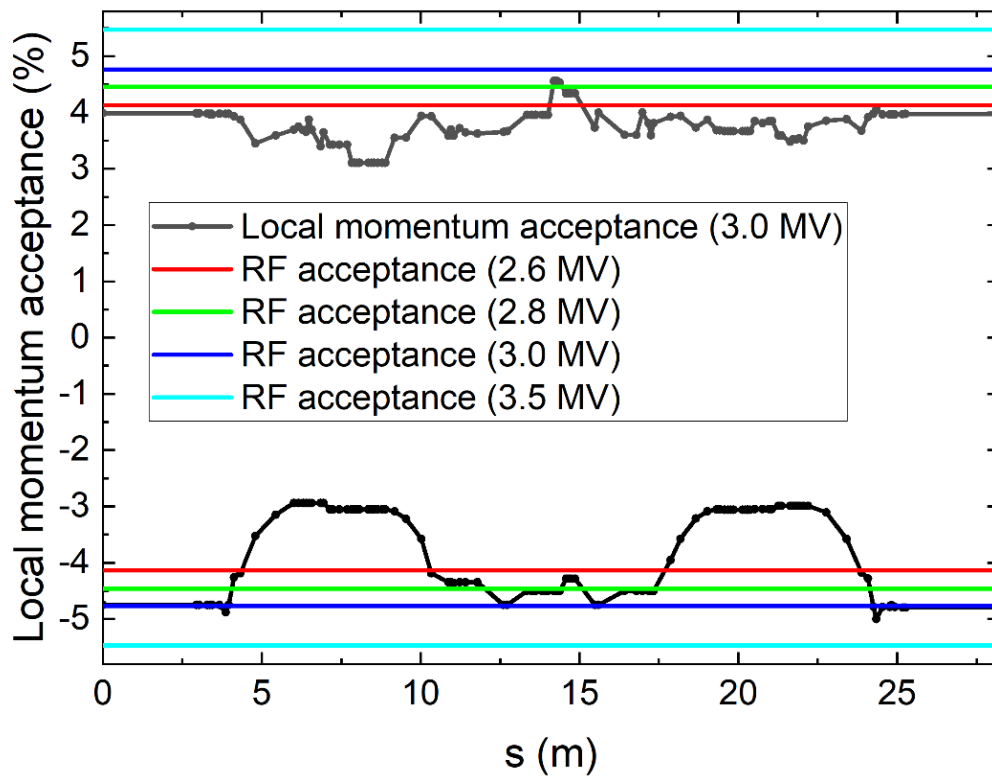 Local momentum acceptance (%)
5
4
3
2
1
0
-1
-2
-3
-4
-5
Local momentum acceptance (3.0 MV)
RF acceptance (2.6 MV)
RF acceptance (2.8 MV)
RF acceptance (3.0 MV)
RF acceptance (3.5 MV)
0 5 10 15 20 25
s (m)